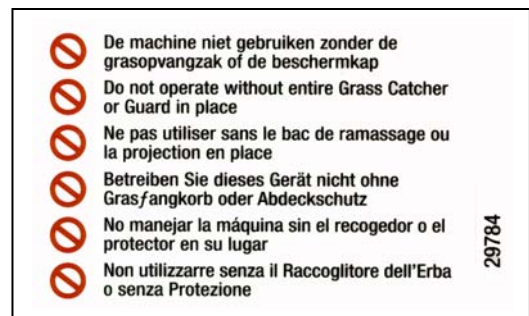 De machine niet gebruiken zonder de
grasopvangzak of de beschermkap
Do not operate without entire Grass Catcher
or Guard in place
Ne pas utiliser sans le bac de ramassage ou
la projection en place
Betreiben Sie dieses Gerät nicht ohne
Grasƒangkorb oder Abdeckschutz
No manejar la máquina sin el recogedor o el
protector en su lugar
Non utilizzarre senza il Raccoglitore dell'Erba
o senza Protezione
29784